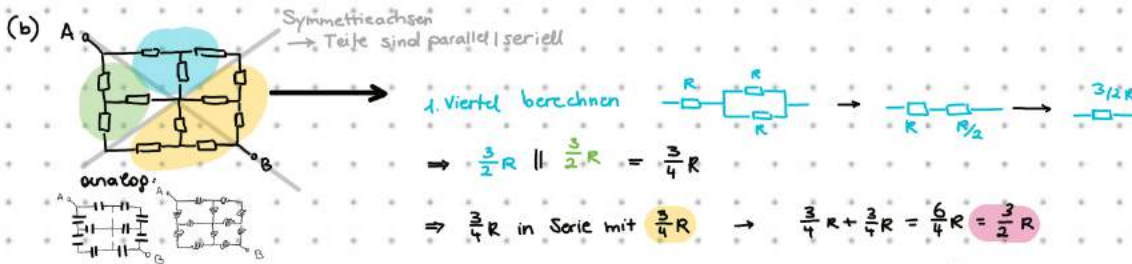 (b)
A
Symmetrieachsen
→ Teile sind parallel | seriell
B
1. Viertel berechnen
R
R
R
→
R
R/2
→
3/2R
⇒ 3/2 R || 3/2 R = 3/4 R
analog:
A
B
A
B
⇒ 3/4 R in Serie mit 3/4 R → 3/4 R + 3/4 R = 6/4 R = 3/2 R